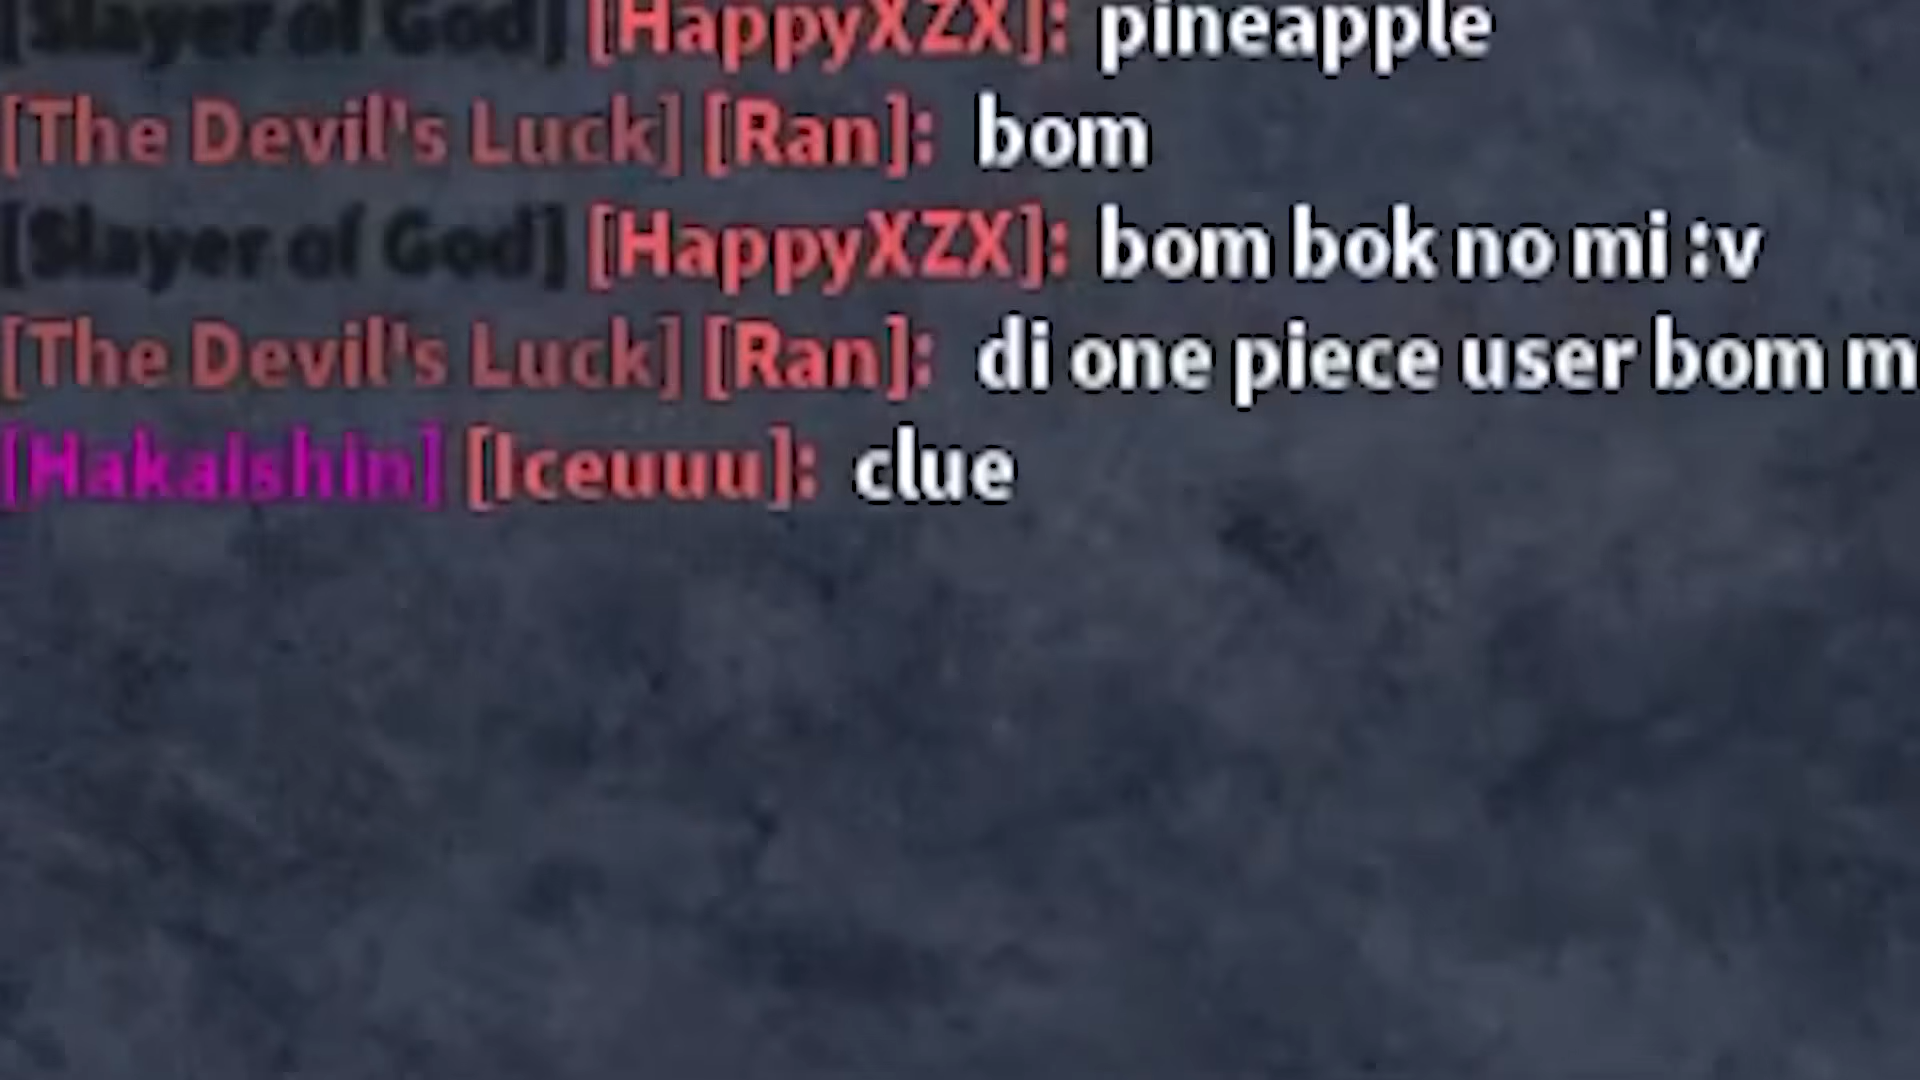 [Slayer of God] [HappyXZX]: pineapple
[The Devil's Luck] [Ran]: bom
[Slayer of God] [HappyXZX]: bom bok no mi :v
[The Devil's Luck] [Ran]: di one piece user bom m
[Hakaishin] [Iceuuu]: clue